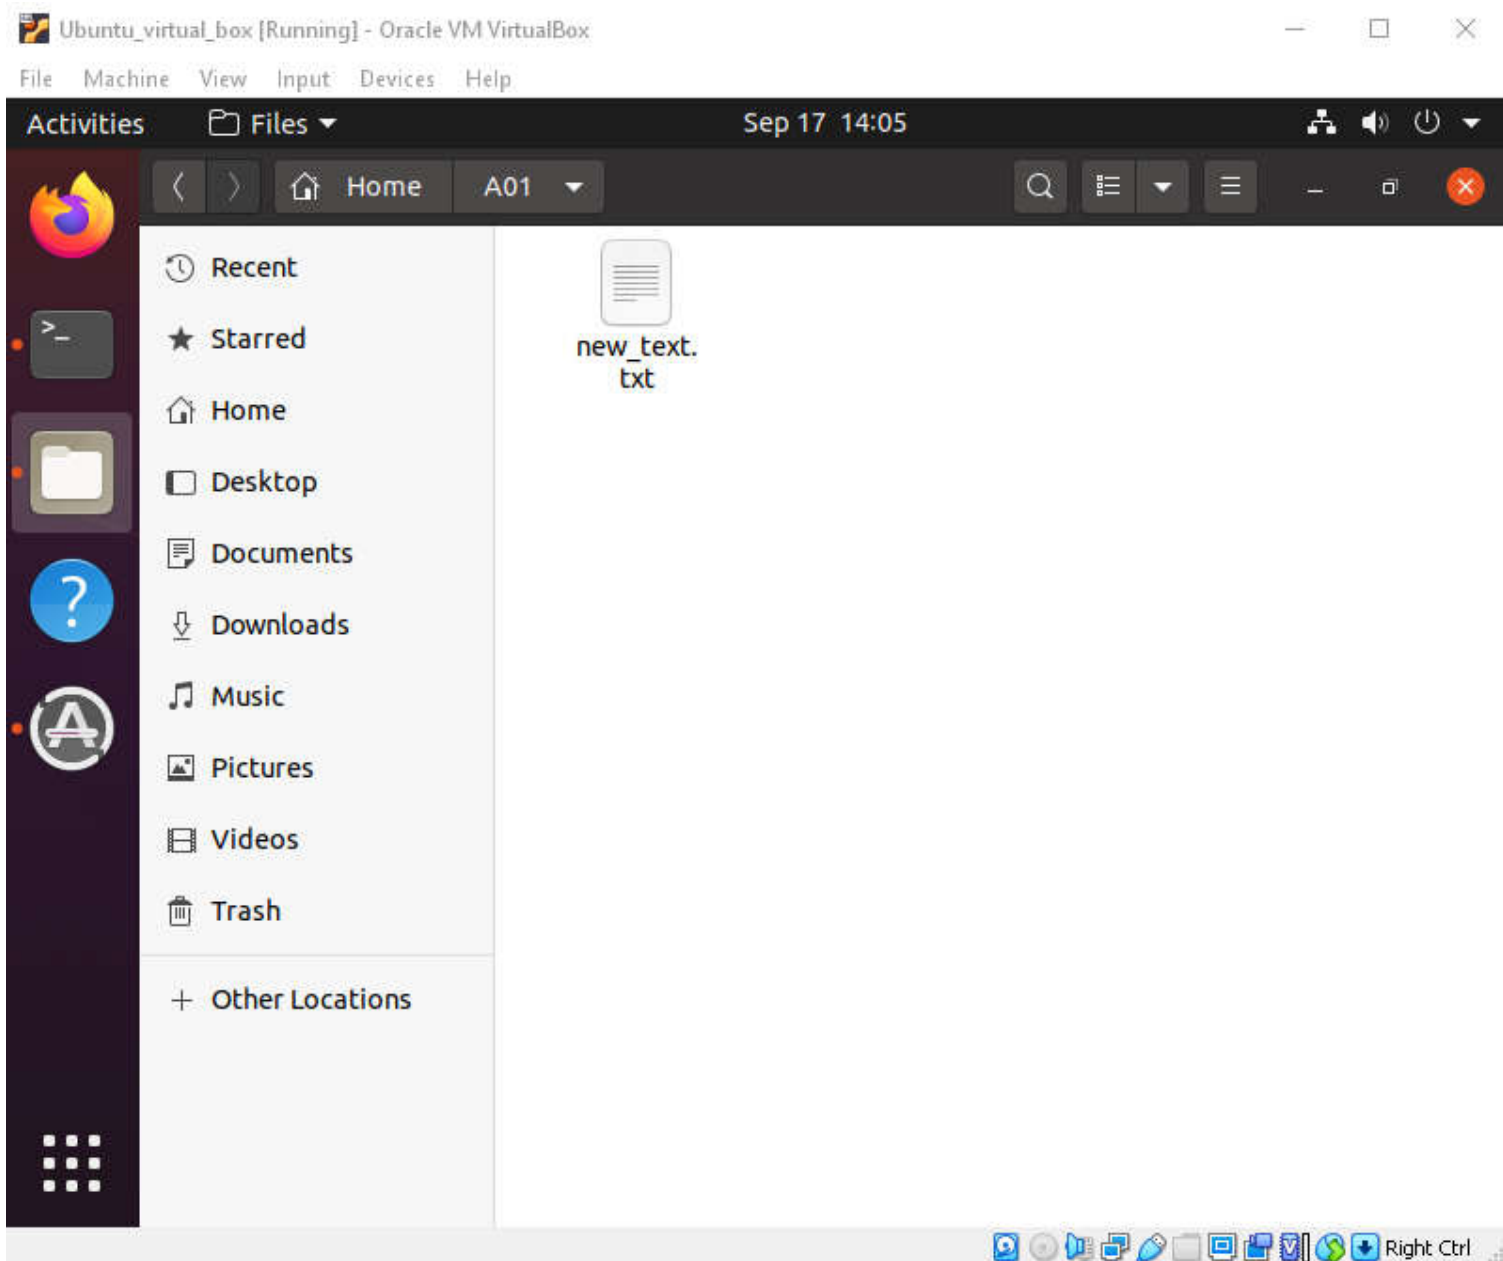 Ubuntu_virtual_box [Running] - Oracle VM VirtualBox
File Machine View Input Devices Help
Activities Files Sep 17 14:05
Home A01
Recent
Starred
Home
Desktop
Documents
Downloads
Music
Pictures
Videos
Trash
Other Locations
new_text.
txt
Right Ctrl